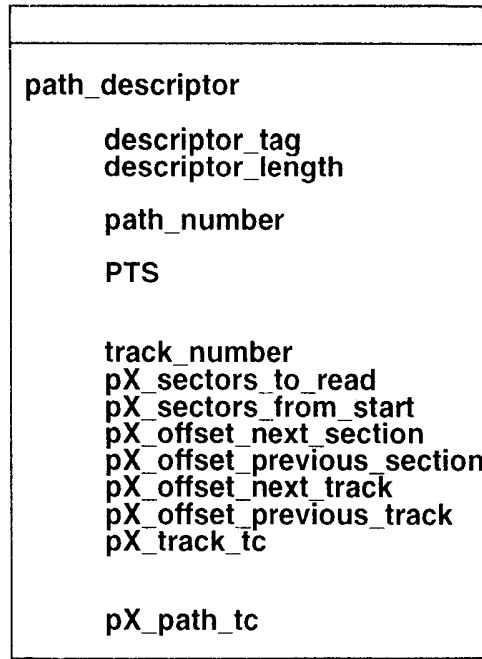 path_descriptor
descriptor_tag
descriptor_length
path_number
PTS
track_number
pX_sectors_to_read
pX_sectors_from_start
pX_offset_next_section
pX_offset_previous_section
pX_offset_next_track
pX_offset_previous_track
pX_track_tc
pX_path_tc